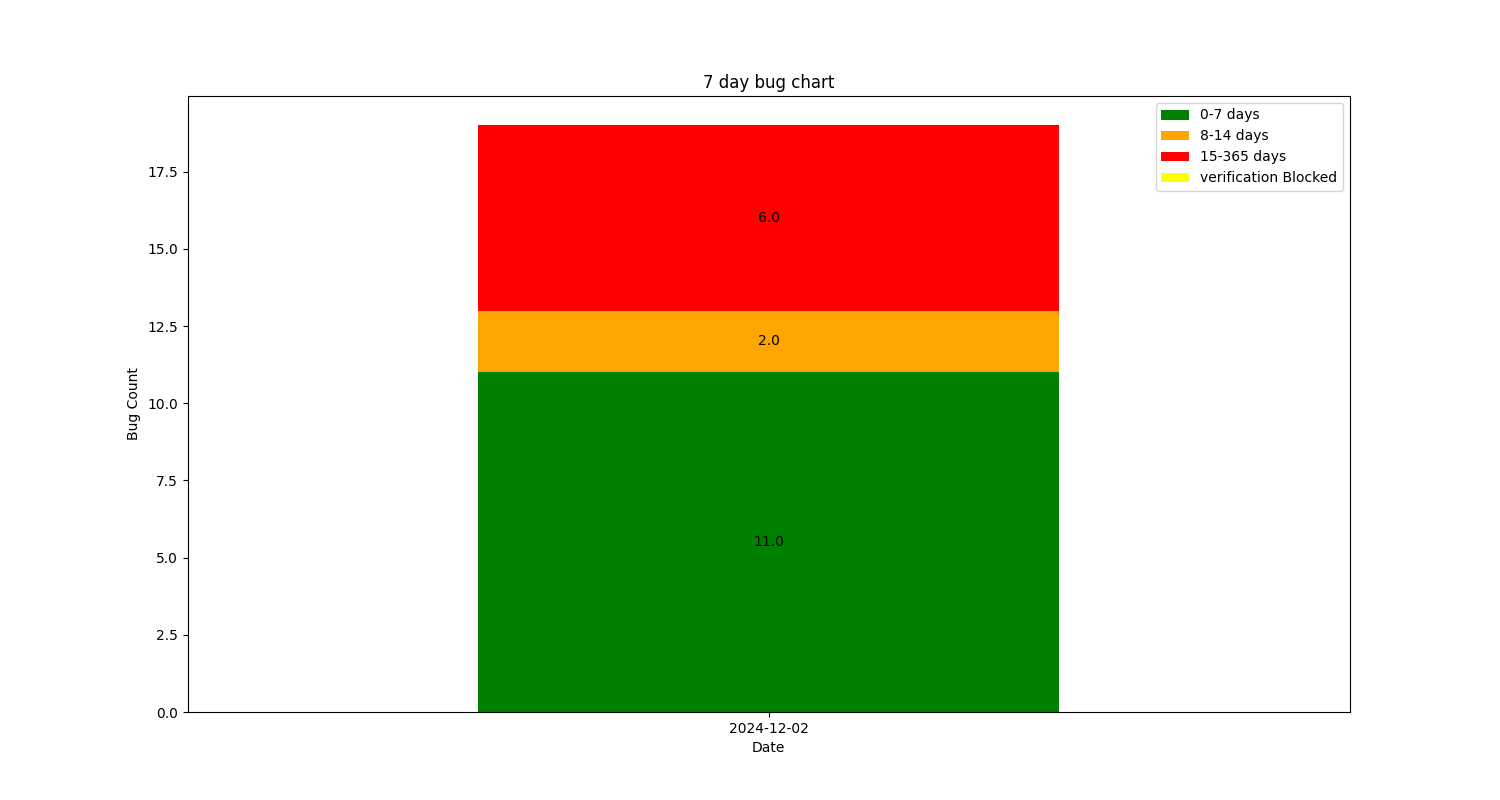 7 day bug chart
0-7 days
8-14 days
15-365 days
verification Blocked
17.5
15.0
12.5
10.0
7.5
5.0
2.5
0.0
Bug Count
6.0
2.0
11.0
2024-12-02
Date